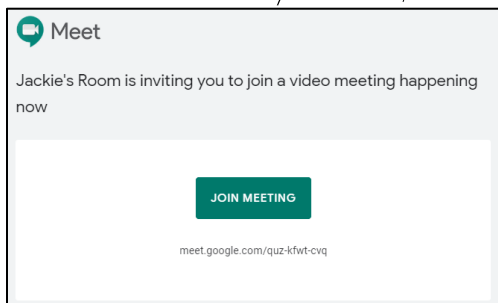 Meet
Jackie's Room is inviting you to join a video meeting happening
now
JOIN MEETING
meet.google.com/quz-kfwt-cvq